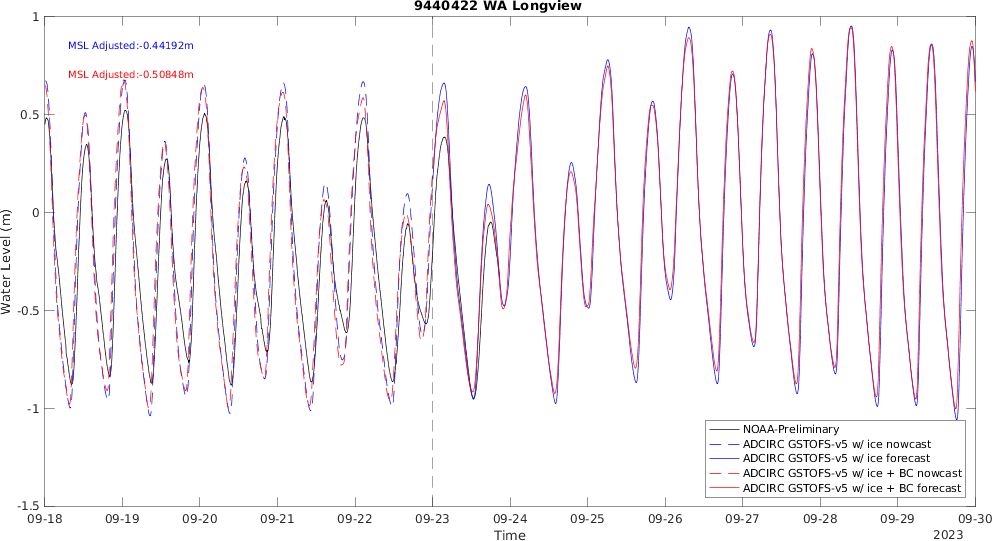 9440422 WA Longview
MSL Adjusted:-0.44192m
MSL Adjusted:-0.50848m
Water Level (m)
1
0.5
0
-0.5
-1
-1.5
NOAA-Preliminary
ADCIRC GSTOFS-v5 w/ ice nowcast
ADCIRC GSTOFS-v5 w/ ice forecast
ADCIRC GSTOFS-v5 w/ ice + BC nowcast
ADCIRC GSTOFS-v5 w/ ice + BC forecast
09-18 09-19 09-20 09-21 09-22 09-23 09-24 09-25 09-26 09-27 09-28 09-29 09-30
Time
2023